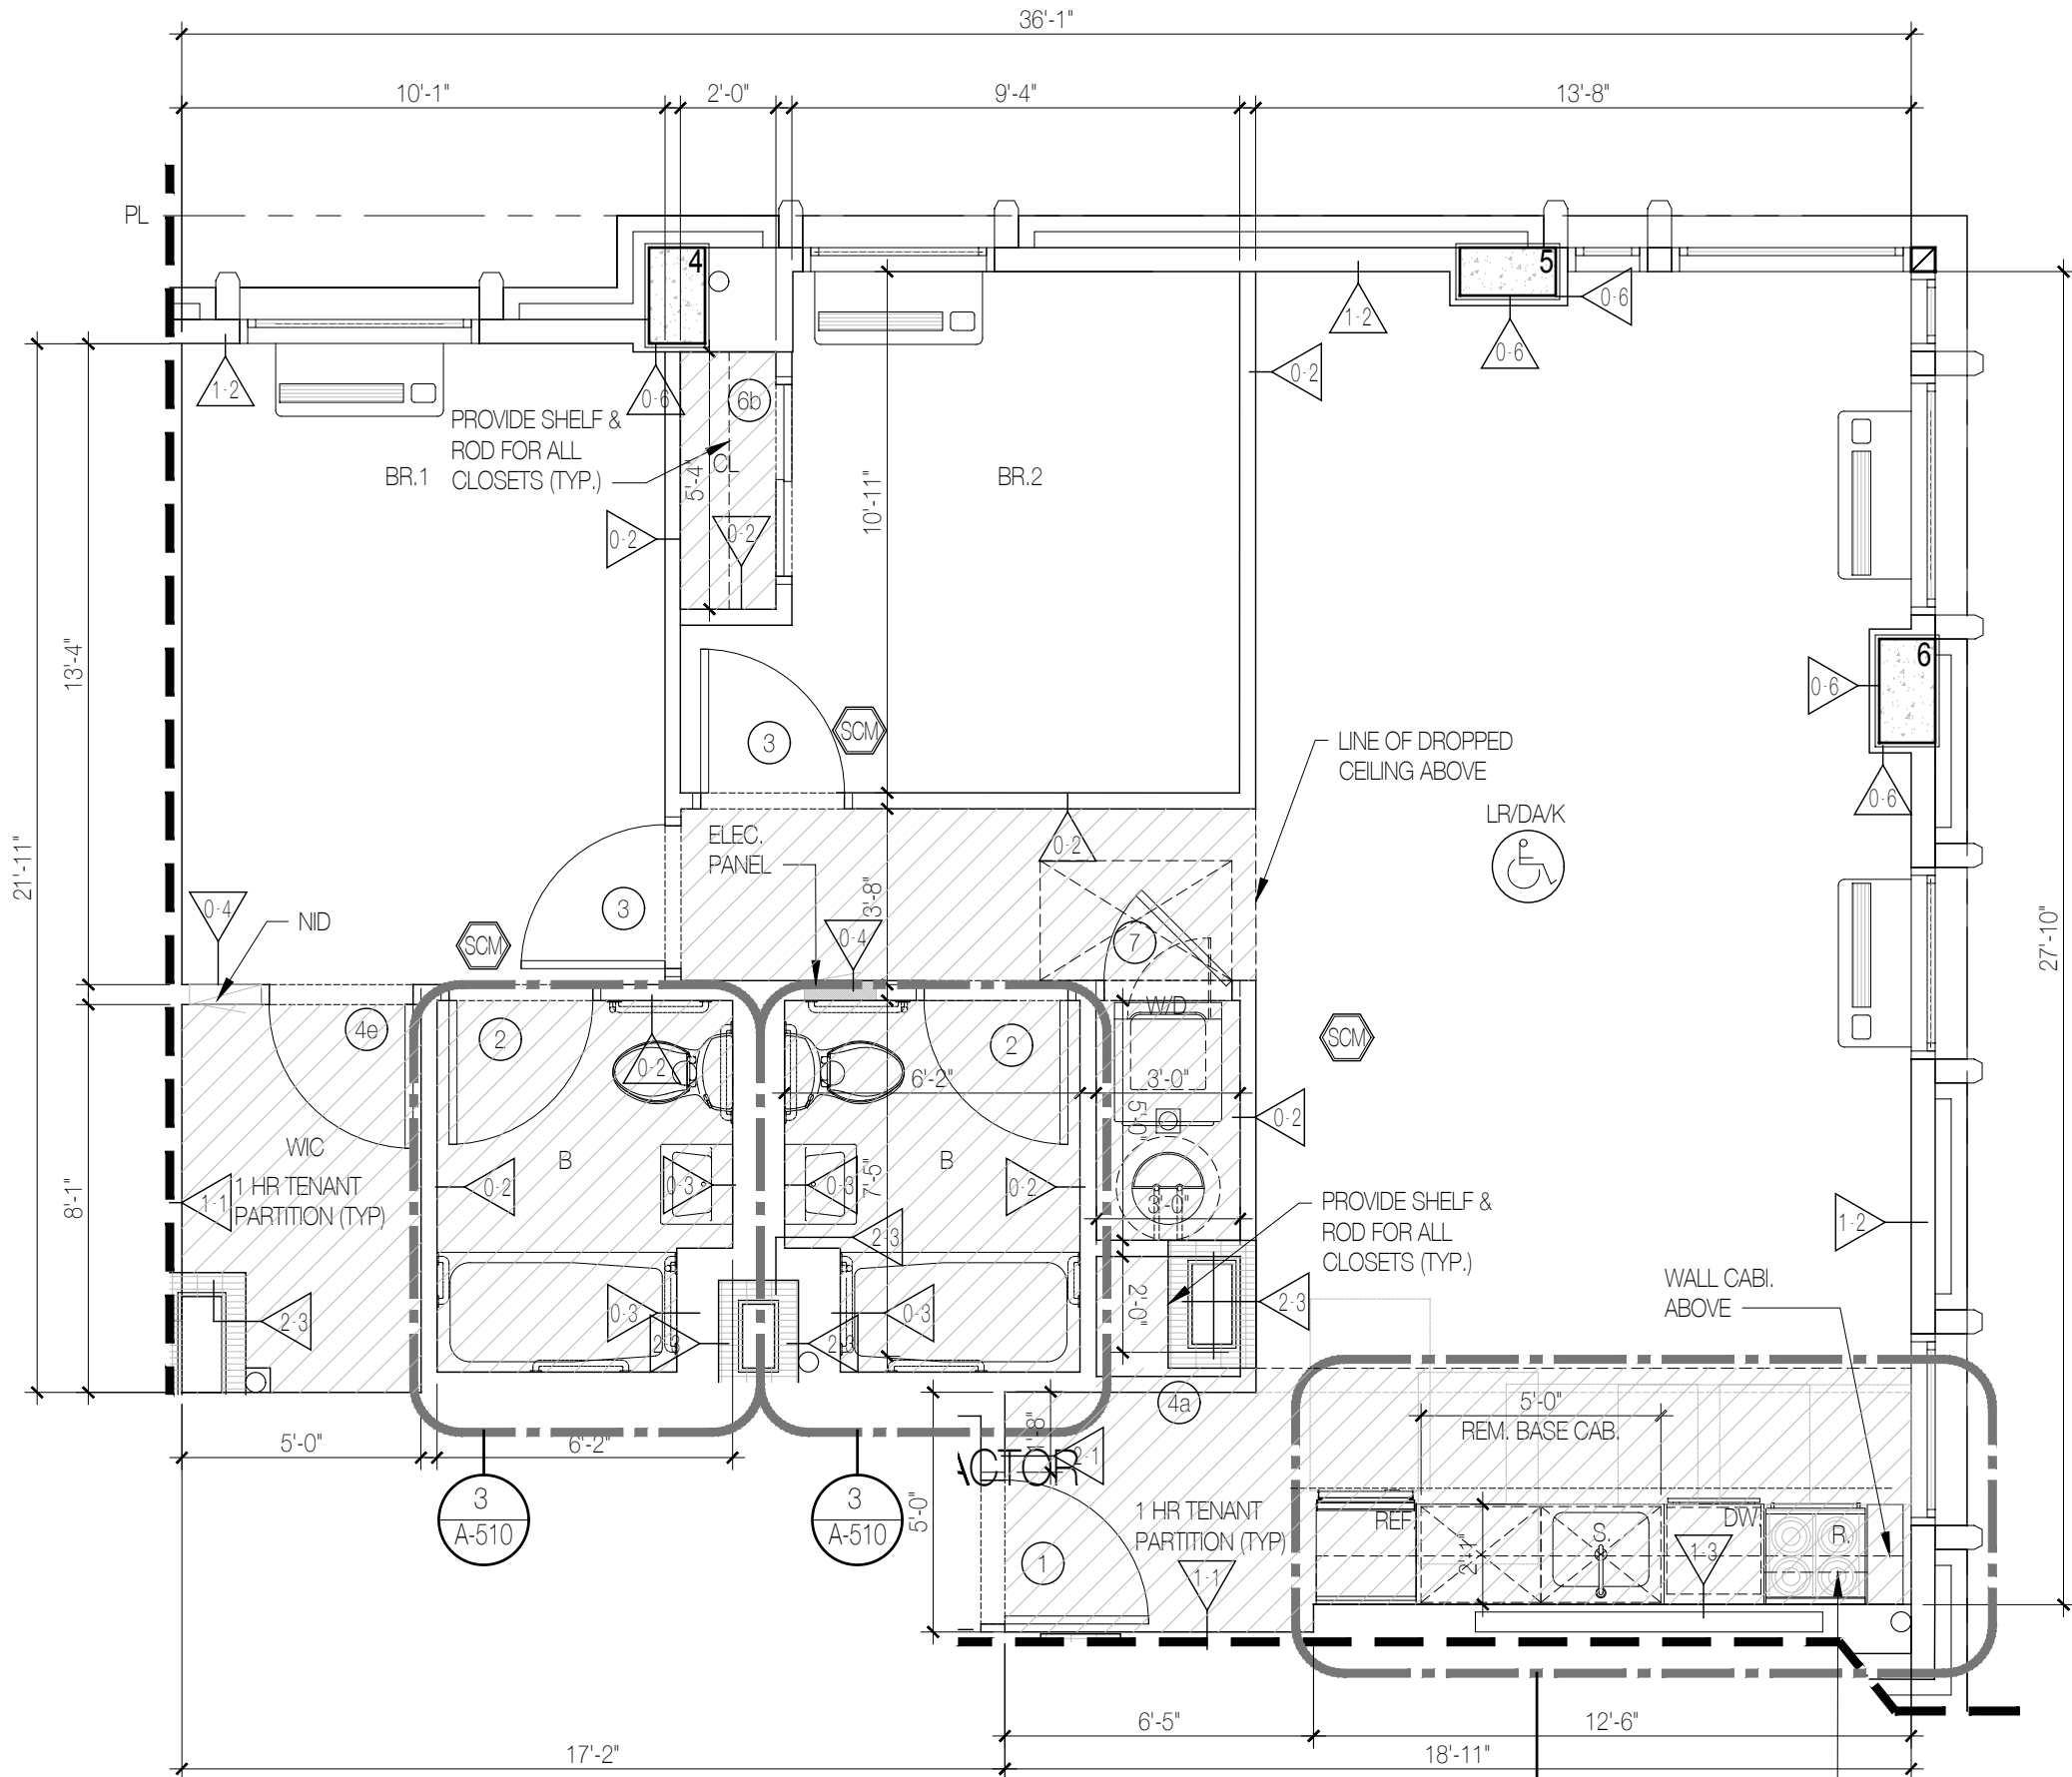 36'-1"
10'-1"
2'-0"
9'-4"
13'-8"
PL
4
5
0-6
1-2
0-6
0-2
1-2
0-6
6b
PROVIDE SHELF &
ROD FOR ALL
CLOSETS (TYP.)
BR.1
CL
5'-4"
10'-11"
BR.2
0-2
0-2
13'-4"
21'-11"
6
0-6
0-6
3
SCM
LINE OF DROPPED
CEILING ABOVE
LR/DA/K
ELEC.
PANEL
0-2
3'-8"
3
0-4
NID
SCM
0-4
7
27'-10"
4e
2
0-2
2
W/D
SCM
6'-2"
3'-0"
5'-0"
0-2
WIC
B
B
1-1
1 HR TENANT
PARTITION (TYP)
0-2
0-3
0-3
7'-5"
0-2
3'-0"
8'-1"
PROVIDE SHELF &
ROD FOR ALL
CLOSETS (TYP.)
1-2
2-3
WALL CABI.
ABOVE
2-3
0-3
2-3
0-3
2-3
2'-0"
2-3
4a
5'-0"
REM. BASE CAB.
5'-0"
6'-2"
1'-8"
2-1
ACTOR
3
A-510
3
A-510
5'-0"
1
1 HR TENANT
PARTITION (TYP)
1-1
REF.
2'-1"
S.
DW.
1-3
R.
6'-5"
12'-6"
17'-2"
18'-11"